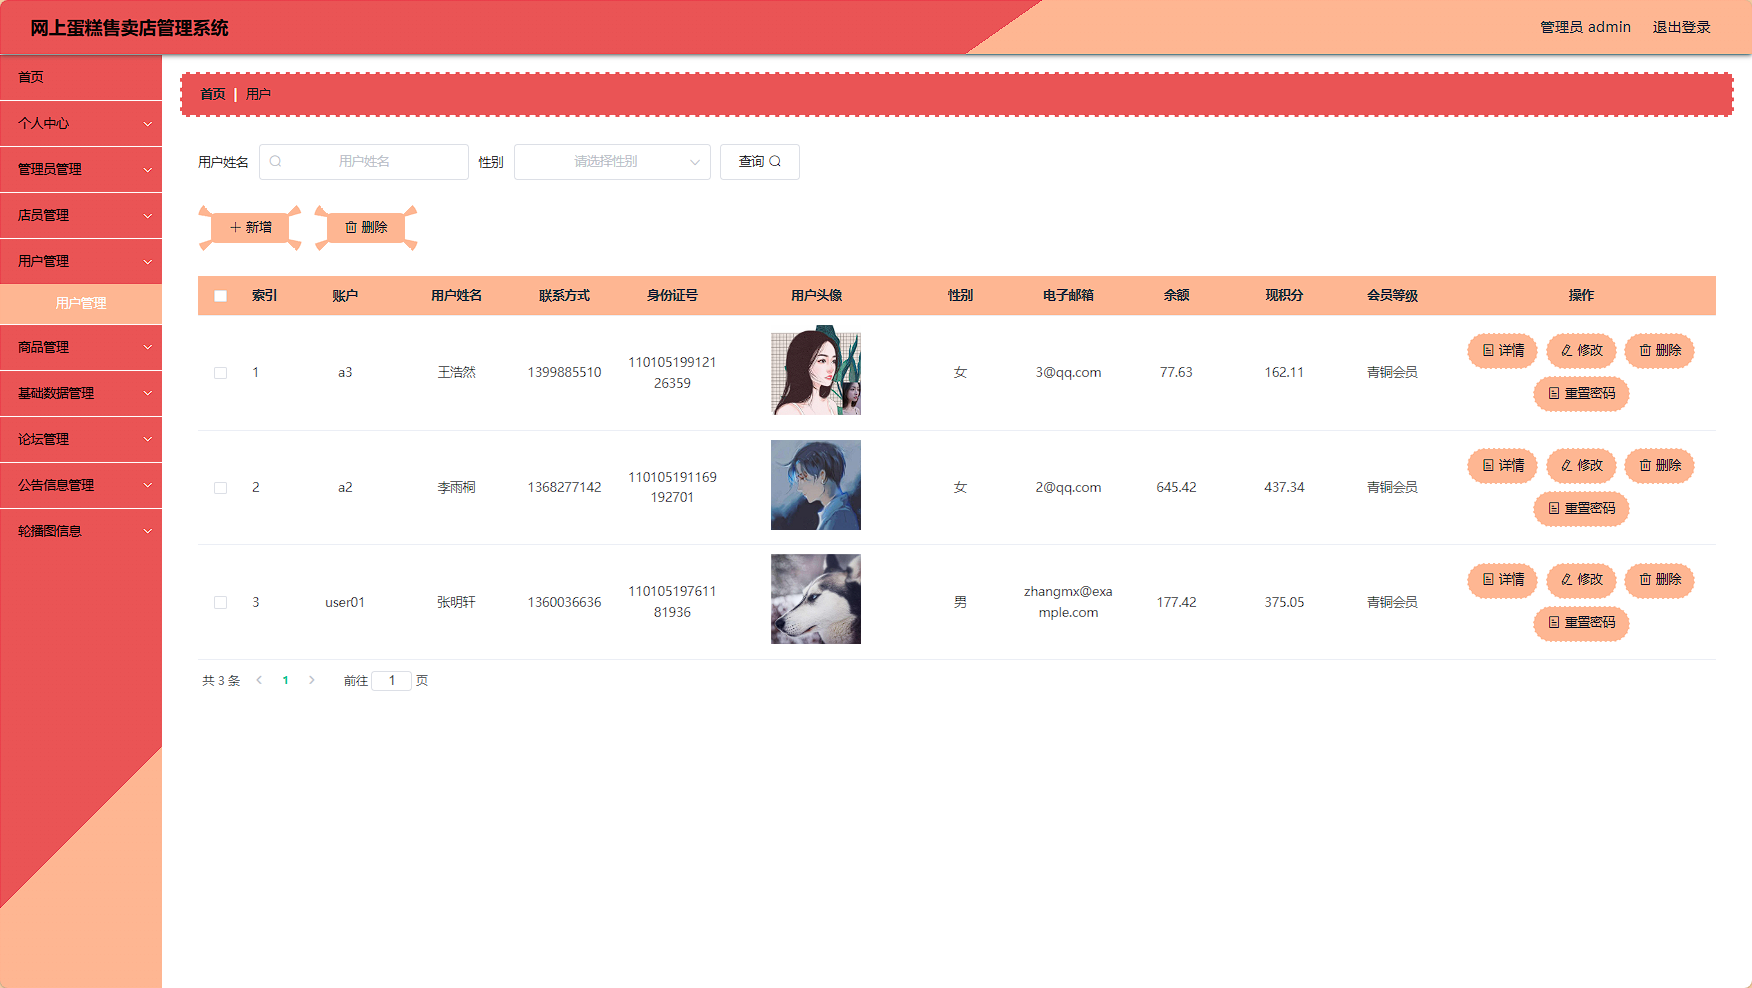 网上蛋糕售卖店管理系统
管理员 admin 退出登录
首页
个人中心
管理员管理
店员管理
用户管理
用户管理
商品管理
基础数据管理
论坛管理
公告信息管理
轮播图信息
首页 | 用户
用户姓名 用户姓名 性别 请选择性别 查询
新增 删除
索引 账户 用户姓名 联系方式 身份证号 用户头像 性别 电子邮箱 余额 现积分 会员等级 操作
1 a3 王浩然 1399885510 110105199121
26359 女 3@qq.com 77.63 162.11 青铜会员 详情 修改 删除
重置密码
2 a2 李雨桐 1368277142 110105191169
192701 女 2@qq.com 645.42 437.34 青铜会员 详情 修改 删除
重置密码
3 user01 张明轩 1360036636 110105197611
81936 男 zhangmx@exa
mple.com 177.42 375.05 青铜会员 详情 修改 删除
重置密码
共 3 条 1 前往 1 页